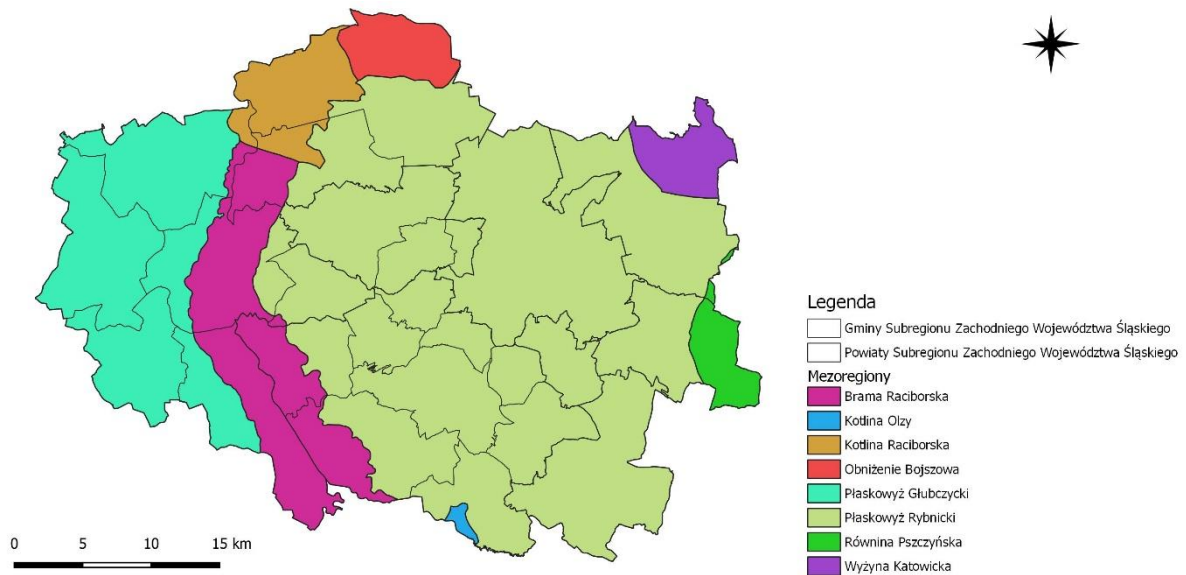 Legenda
Gminy Subregionu Zachodniego Województwa Śląskiego
Powiaty Subregionu Zachodniego Województwa Śląskiego
Mezoregiony
Brama Raciborska
Kotlina Olzy
Kotlina Raciborska
Obniżenie Bojszowa
Płaskowyż Głubczycki
Płaskowyż Rybnicki
Równina Pszczyńska
Wyżyna Katowicka
0 5 10 15 km